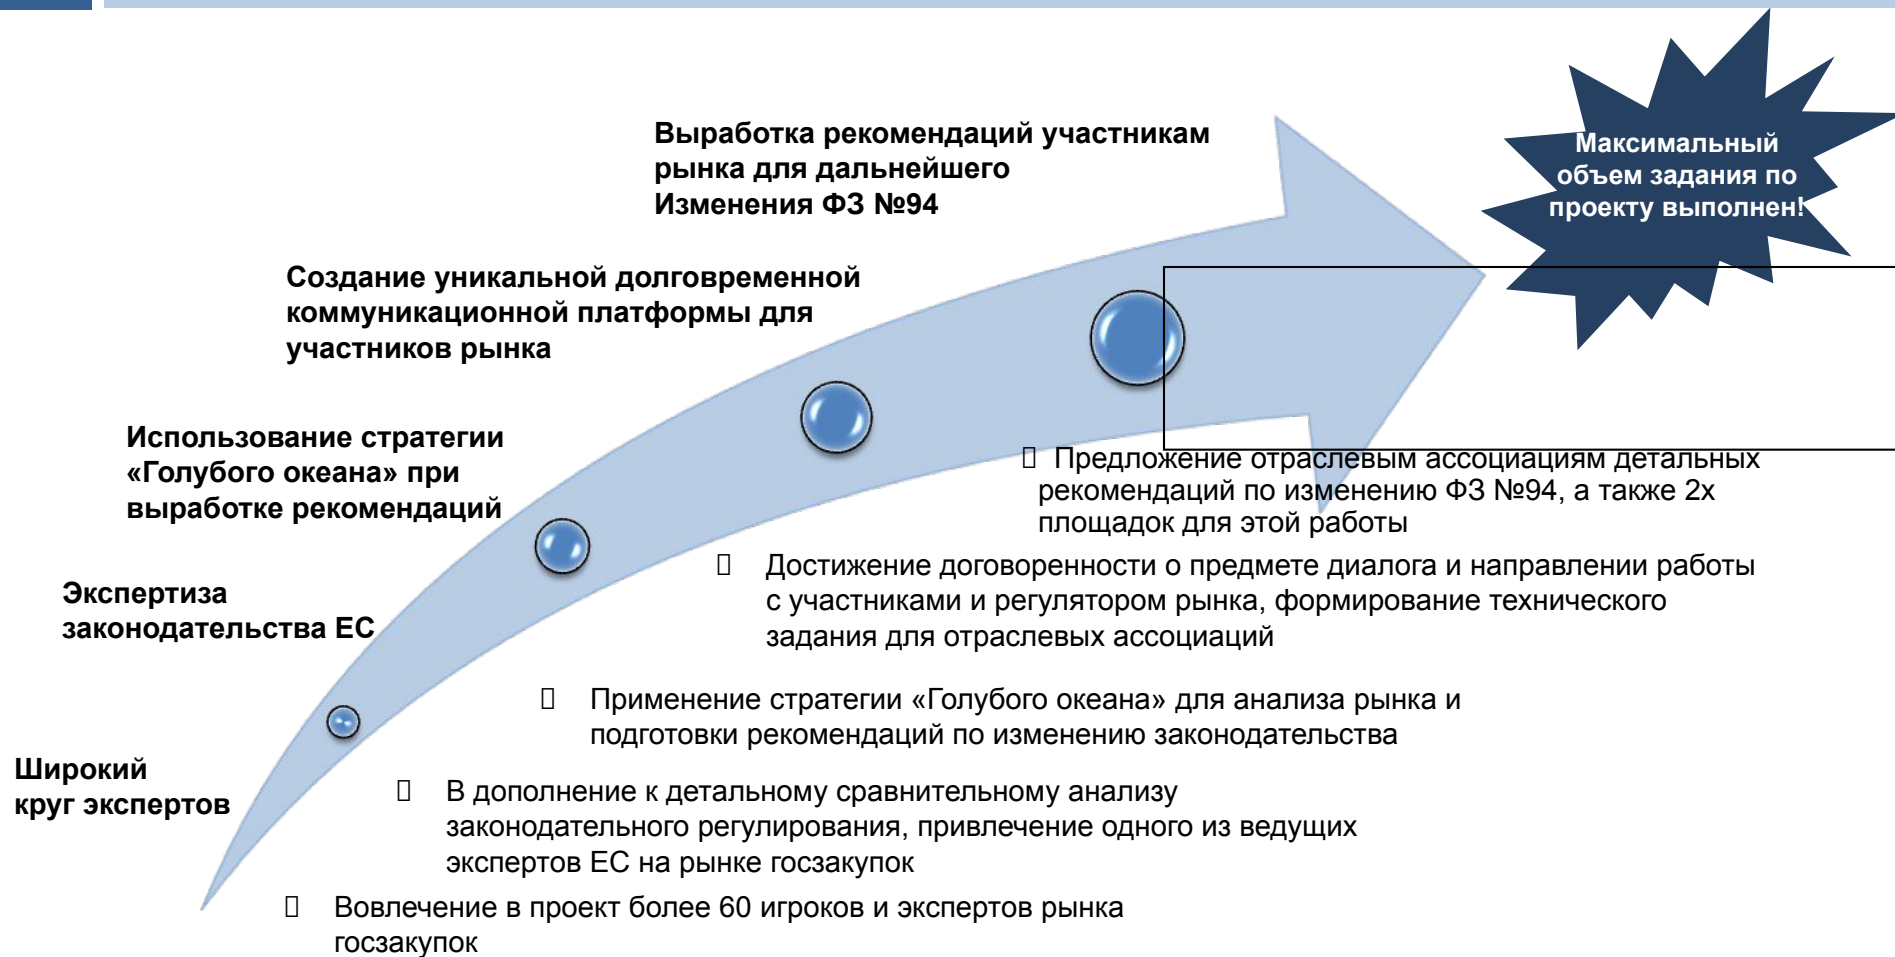 Максимальный
объем задания по
проекту выполнен!
Выработка рекомендаций участникам
рынка для дальнейшего
Изменения ФЗ №94
Создание уникальной долговременной
коммуникационной платформы для
участников рынка
Использование стратегии
«Голубого океана» при
выработке рекомендаций
Экспертиза
законодательства ЕС
Широкий
круг экспертов
Предложение отраслевым ассоциациям детальных
рекомендаций по изменению ФЗ №94, а также 2х
площадок для этой работы
Достижение договоренности о предмете диалога и направлении работы
с участниками и регулятором рынка, формирование технического
задания для отраслевых ассоциаций
Применение стратегии «Голубого океана» для анализа рынка и
подготовки рекомендаций по изменению законодательства
В дополнение к детальному сравнительному анализу
законодательного регулирования, привлечение одного из ведущих
экспертов ЕС на рынке госзакупок
Вовлечение в проект более 60 игроков и экспертов рынка
госзакупок